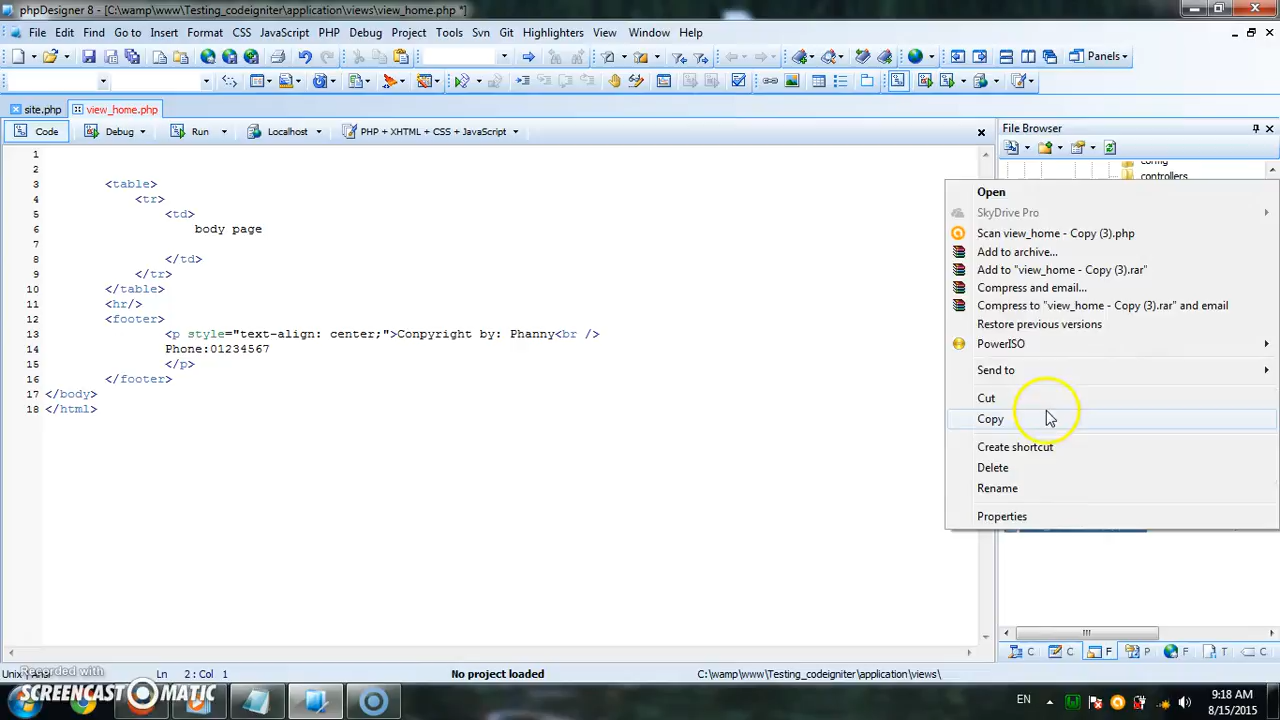 phpDesigner 8 - [C:\wamp\www\Testing_codeigniter\application\views\view_home.php *]
File Edit Find Go to Insert Format CSS JavaScript PHP Debug Project Tools Svn Git Highlighters View Window Help
Panels
site.php view_home.php
Code Debug Run Localhost PHP + XHTML + CSS + JavaScript
File Browser
config
controllers
1
2
3 <table>
4 <tr>
5 <td>
6 body page
7
8 </td>
9 </tr>
10 </table>
11 <hr/>
12 <footer>
13 <p style="text-align: center;">Conpyright by: Phanny<br />
14 Phone:01234567
15 </p>
16 </footer>
17 </body>
18 </html>
Open
SkyDrive Pro
Scan view_home - Copy (3).php
Add to archive...
Add to "view_home - Copy (3).rar"
Compress and email...
Compress to "view_home - Copy (3).rar" and email
Restore previous versions
PowerISO
Send to
Cut
Copy
Create shortcut
Delete
Rename
Properties
C C F P F T C
Ln 2: Col 1 No project loaded C:\wamp\www\Testing_codeigniter\application\views\
Recorded with
SCREENCAST MATIC
EN 9:18 AM
8/15/2015